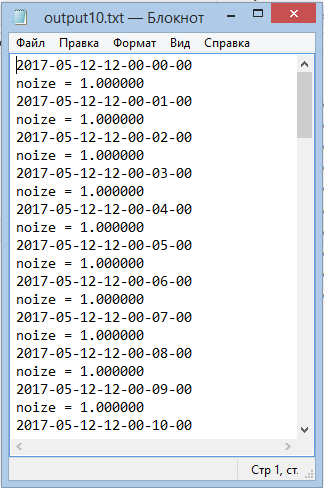 output10.txt — Блокнот
Файл Правка Формат Вид Справка
2017-05-12-12-00-00-00
noize = 1.000000
2017-05-12-12-00-01-00
noize = 1.000000
2017-05-12-12-00-02-00
noize = 1.000000
2017-05-12-12-00-03-00
noize = 1.000000
2017-05-12-12-00-04-00
noize = 1.000000
2017-05-12-12-00-05-00
noize = 1.000000
2017-05-12-12-00-06-00
noize = 1.000000
2017-05-12-12-00-07-00
noize = 1.000000
2017-05-12-12-00-08-00
noize = 1.000000
2017-05-12-12-00-09-00
noize = 1.000000
2017-05-12-12-00-10-00
Стр 1, ст.